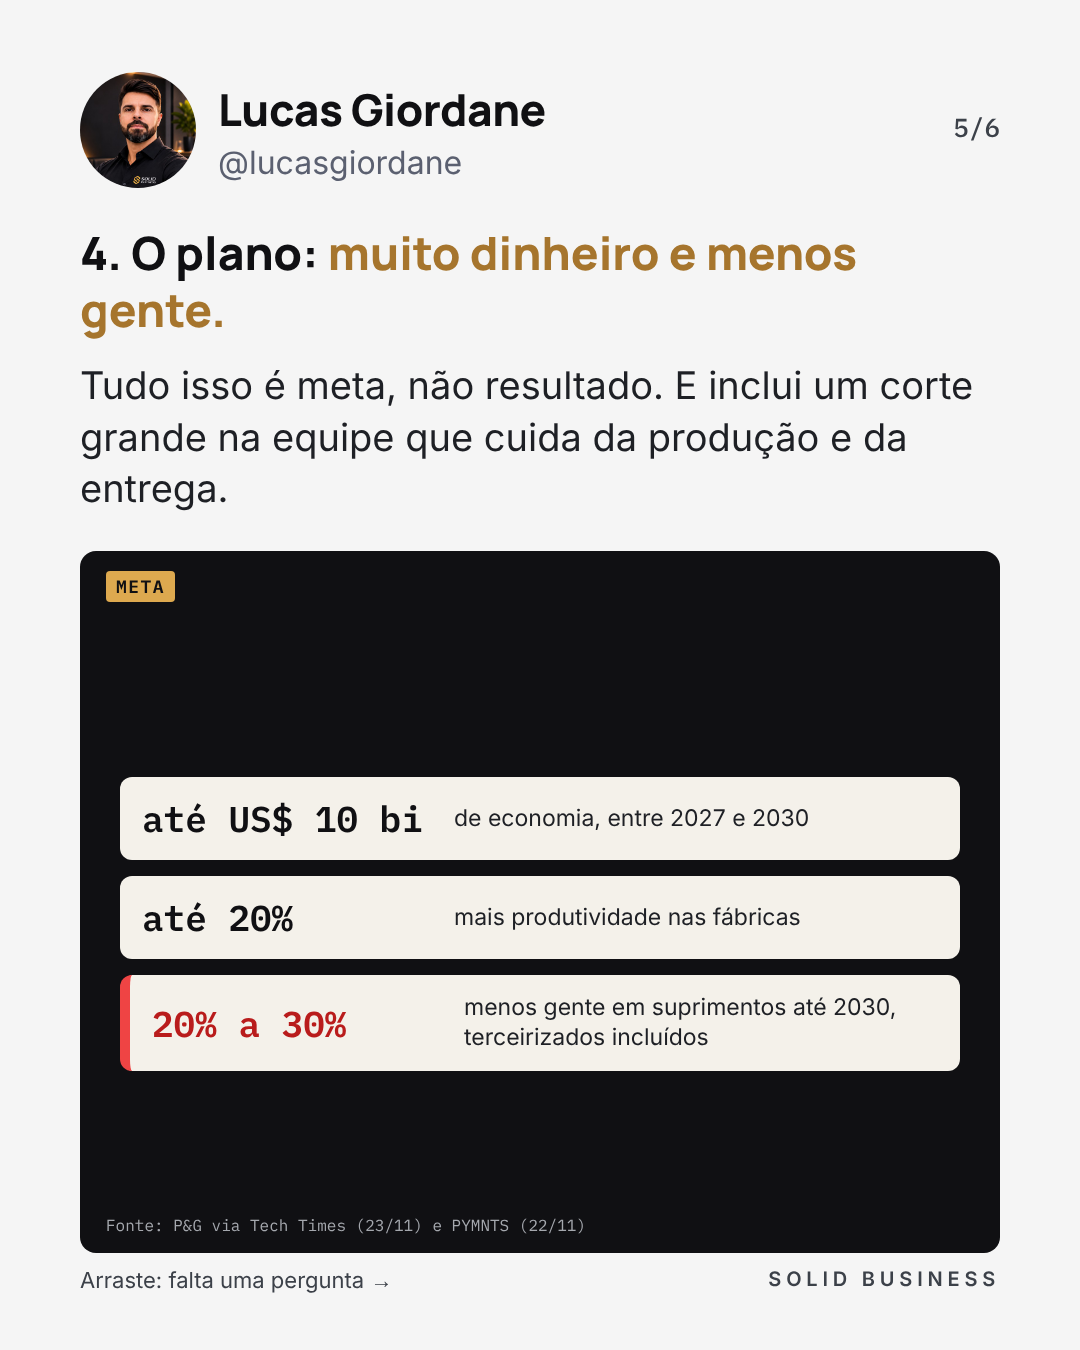 Lucas Giordane
@lucasgiordane
5/6
4. O plano: muito dinheiro e menos
gente.
Tudo isso é meta, não resultado. E inclui um corte
grande na equipe que cuida da produção e da
entrega.
META
até US$ 10 bi de economia, entre 2027 e 2030
até 20% mais produtividade nas fábricas
20% a 30% menos gente em suprimentos até 2030,
terceirizados incluídos
Fonte: P&G via Tech Times (23/11) e PYMNTS (22/11)
Arraste: falta uma pergunta →
SOLID BUSINESS